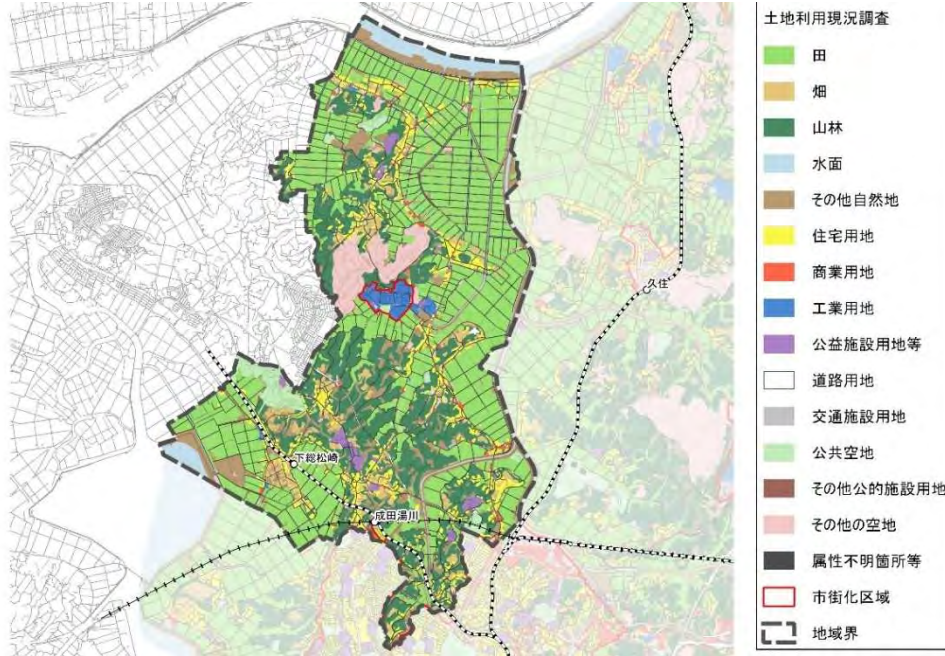 土地利用現況調査
田
畑
山林
水面
その他自然地
住宅用地
商業用地
工業用地
公益施設用地等
道路用地
交通施設用地
公共空地
その他公的施設用地
その他の空地
属性不明箇所等
市街化区域
地域界
久住
下総松崎
成田湯川